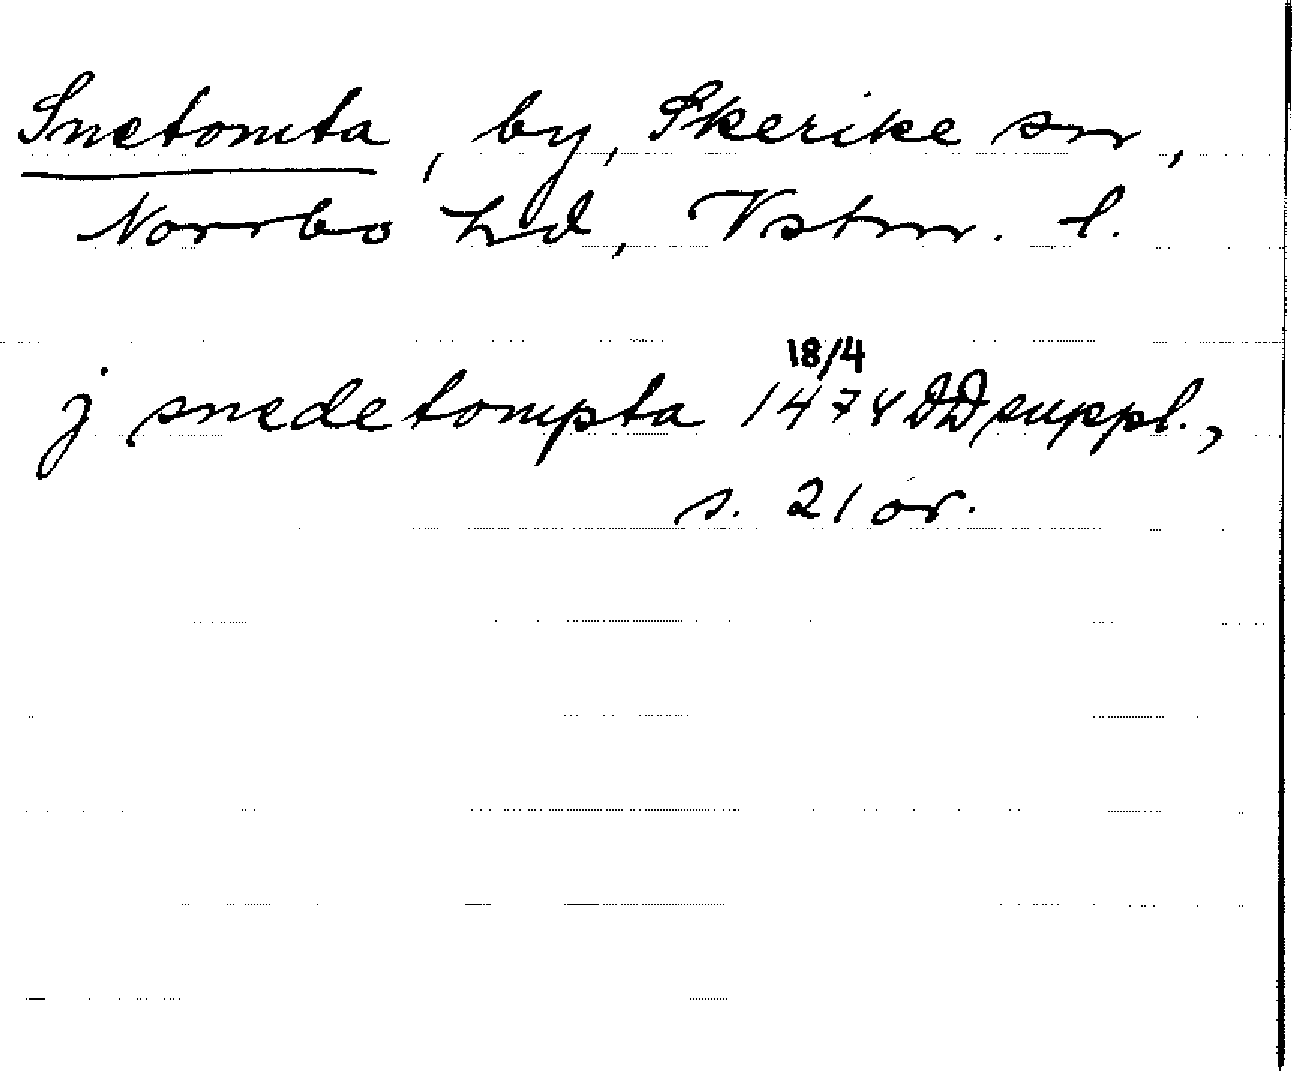 Snetomta, by, Skerike sn,
Norrbo hd, Vstm. l.
18/4
j snedetompta 1474 DD suppl.,
s. 21 or.